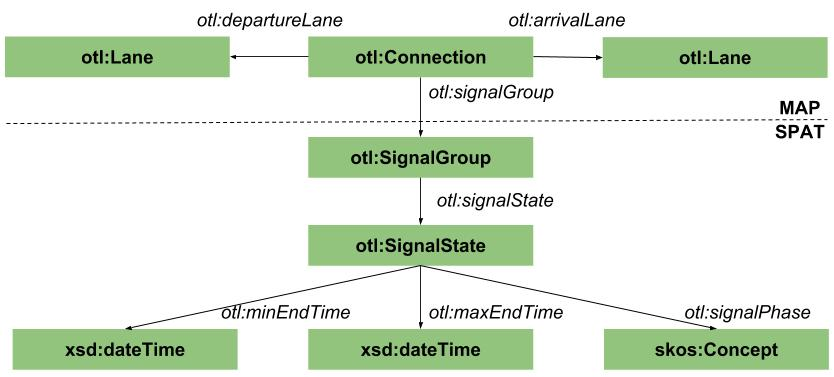 otl:departureLane
otl:arrivalLane
otl:Lane
otl:Connection
otl:Lane
otl:signalGroup
MAP
SPAT
otl:SignalGroup
otl:signalState
otl:SignalState
otl:minEndTime
otl:maxEndTime
otl:signalPhase
xsd:dateTime
xsd:dateTime
skos:Concept